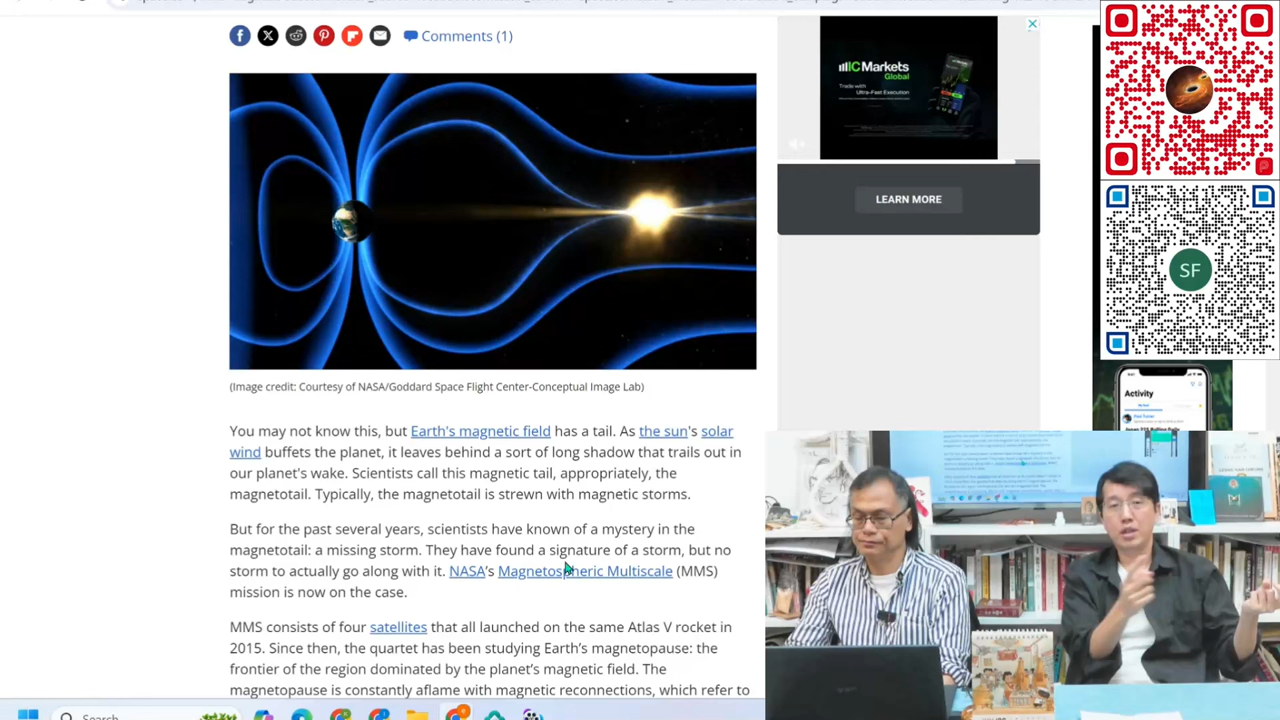 Comments (1)
IC Markets
Global
Trade with
Ultra-Fast Execution
LEARN MORE
SF
(Image credit: Courtesy of NASA/Goddard Space Flight Center-Conceptual Image Lab)
Activity
You may not know this, but Earth's magnetic field has a tail. As the sun's solar
wind buffets the planet, it leaves behind a sort of long shadow that trails out in
our planet's scientists call this magnetic tail, appropriately, the
magnetotail. Typically, the magnetotail is strewn with magnetic storms.
But for the past several years, scientists have known of a mystery in the
magnetotail: a missing storm. They have found a signature of a storm, but no
storm to actually go along with it. NASA's Magnetospheric Multiscale (MMS)
mission is now on the case.
MMS consists of four satellites that all launched on the same Atlas V rocket in
2015. Since then, the quartet has been studying Earth's magnetopause: the
frontier of the region dominated by the planet's magnetic field. The
magnetopause is constantly aflame with magnetic reconnections, which refer to
Search